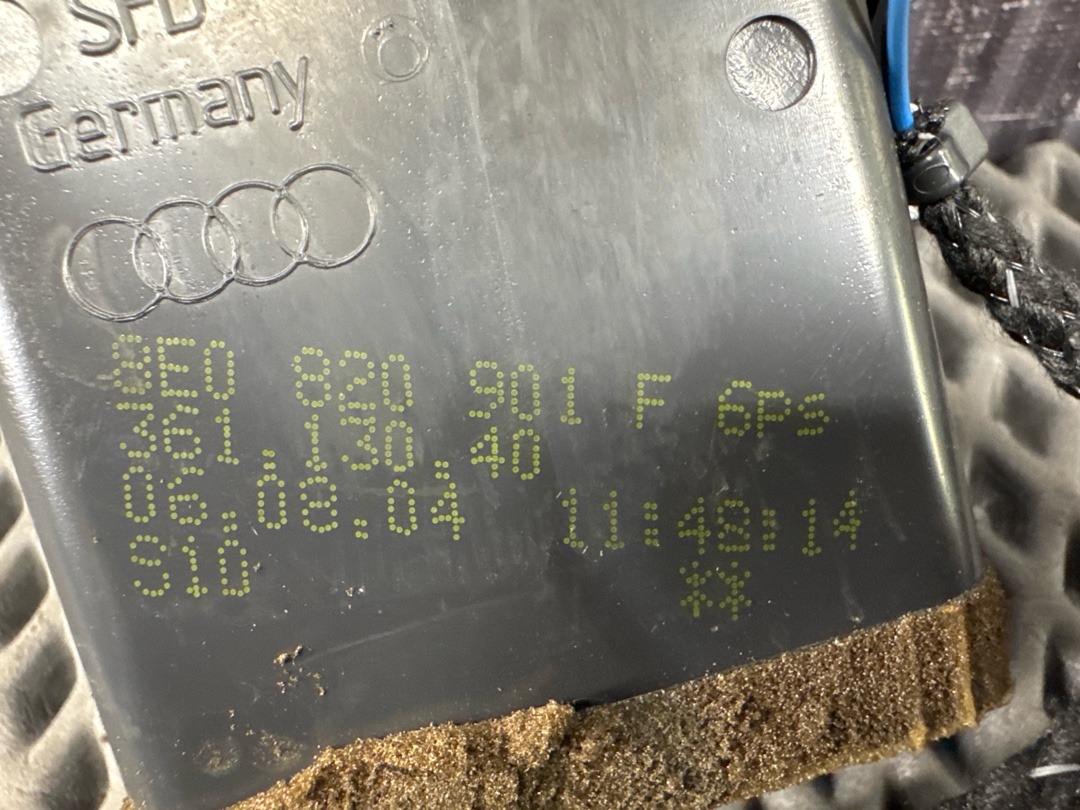 SFD
Germany
8E0 820 901 F 6PS
361.130.40
06.08.04 11:48:14
S10
**